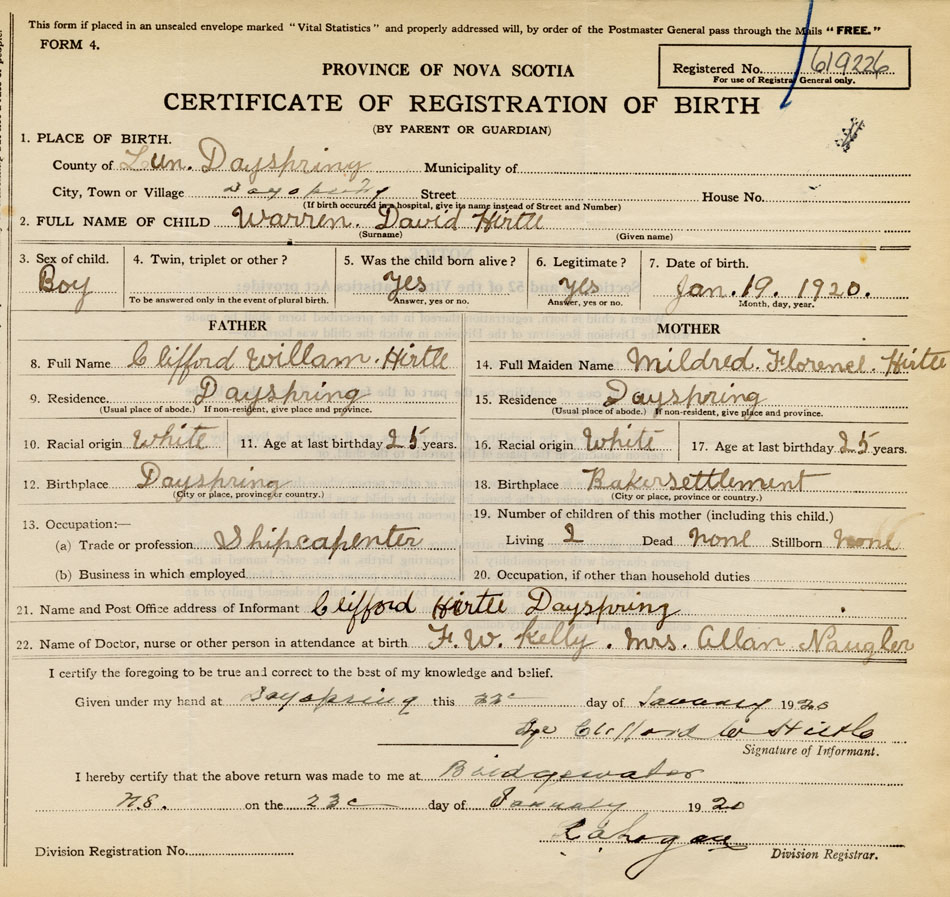 This form if placed in an unsealed envelope marked "Vital Statistics" and properly addressed will, by order of the Postmaster General pass through the Mails "FREE."
FORM 4.
Registered No. 619226
For use of Registrar General only.
PROVINCE OF NOVA SCOTIA
CERTIFICATE OF REGISTRATION OF BIRTH
(BY PARENT OR GUARDIAN)
1. PLACE OF BIRTH.
County of Lun. Dayspring Municipality of
City, Town or Village Dayspring Street House No.
(If birth occurred in a hospital, give its name instead of Street and Number)
2. FULL NAME OF CHILD Warren. David Hirtle
(Surname) (Given name)
3. Sex of child. 4. Twin, triplet or other? 5. Was the child born alive? 6. Legitimate? 7. Date of birth.
Boy yes yes Jan. 19. 1920.
To be answered only in the event of plural birth. Answer, yes or no. Answer, yes or no. Month, day, year.
FATHER
8. Full Name Clifford Willam. Hirtle
9. Residence. Dayspring
(Usual place of abode.) If non-resident, give place and province.
10. Racial origin White 11. Age at last birthday 25 years.
12. Birthplace Dayspring
(City or place, province or country.)
13. Occupation:—
(a) Trade or profession Shipcapenter
(b) Business in which employed
MOTHER
14. Full Maiden Name Mildred. Florence. Hirtle
15. Residence Dayspring
(Usual place of abode.) If non-resident, give place and province.
16. Racial origin White 17. Age at last birthday 25 years.
18. Birthplace Bakersettlement
(City or place, province or country.)
19. Number of children of this mother (including this child.)
Living 2 Dead none Stillborn none
20. Occupation, if other than household duties
21. Name and Post Office address of Informant Clifford Hirtle Dayspring
22. Name of Doctor, nurse or other person in attendance at birth F. W. Kelly. Mrs. Allan Naugler
I certify the foregoing to be true and correct to the best of my knowledge and belief.
Given under my hand at Dayspring this 22 day of January 1920
Clifford W Hirtle
Signature of Informant.
I hereby certify that the above return was made to me at Bridgewater
N.S. on the 23 day of January 1920
Division Registration No. Division Registrar.